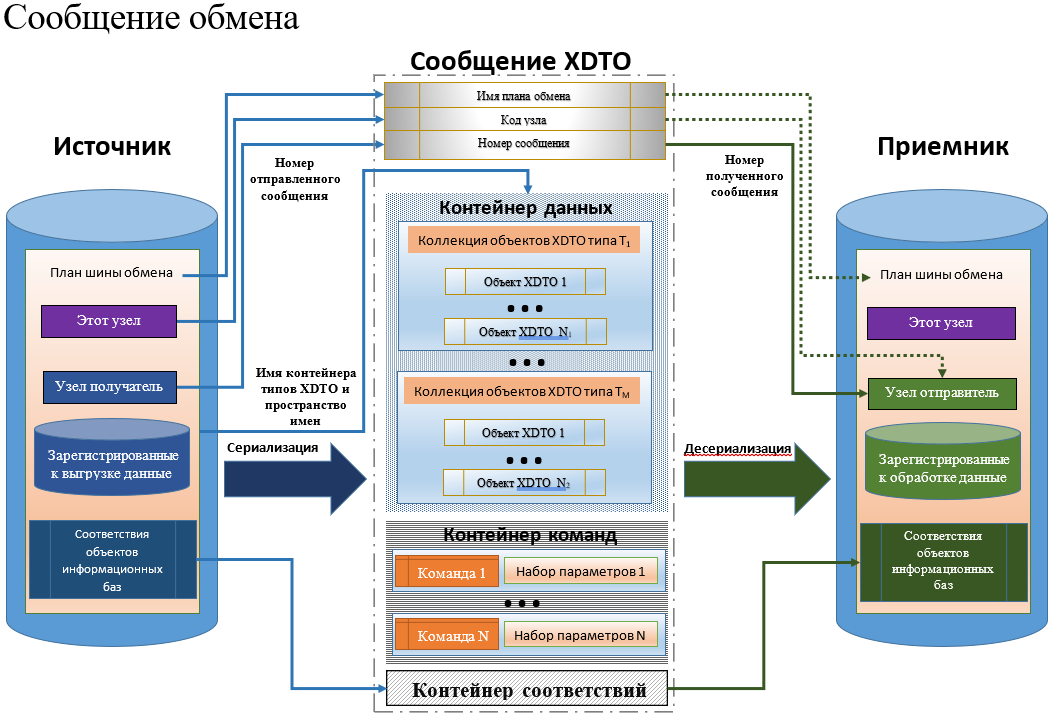 Сообщение обмена
Сообщение XDTO
Имя плана обмена
Код узла
Номер сообщения
Источник
План шины обмена
Этот узел
Узел получатель
Зарегистрированные
к выгрузке данные
Соответствия
объектов
информационных
баз
Номер
отправленного
сообщения
Имя контейнера
типов XDTO и
пространство
имен
Сериализация
Контейнер данных
Коллекция объектов XDTO типа T1
Объект XDTO 1
•••
Объект XDTO N1
•••
Коллекция объектов XDTO типа TM
Объект XDTO 1
•••
Объект XDTO N2
Контейнер команд
Команда 1
Набор параметров 1
•••
Команда N
Набор параметров N
Контейнер соответствий
Номер
полученного
сообщения
Десериализация
Приемник
План шины обмена
Этот узел
Узел отправитель
Зарегистрированные
к обработке данные
Соответствия
объектов
информационных
баз